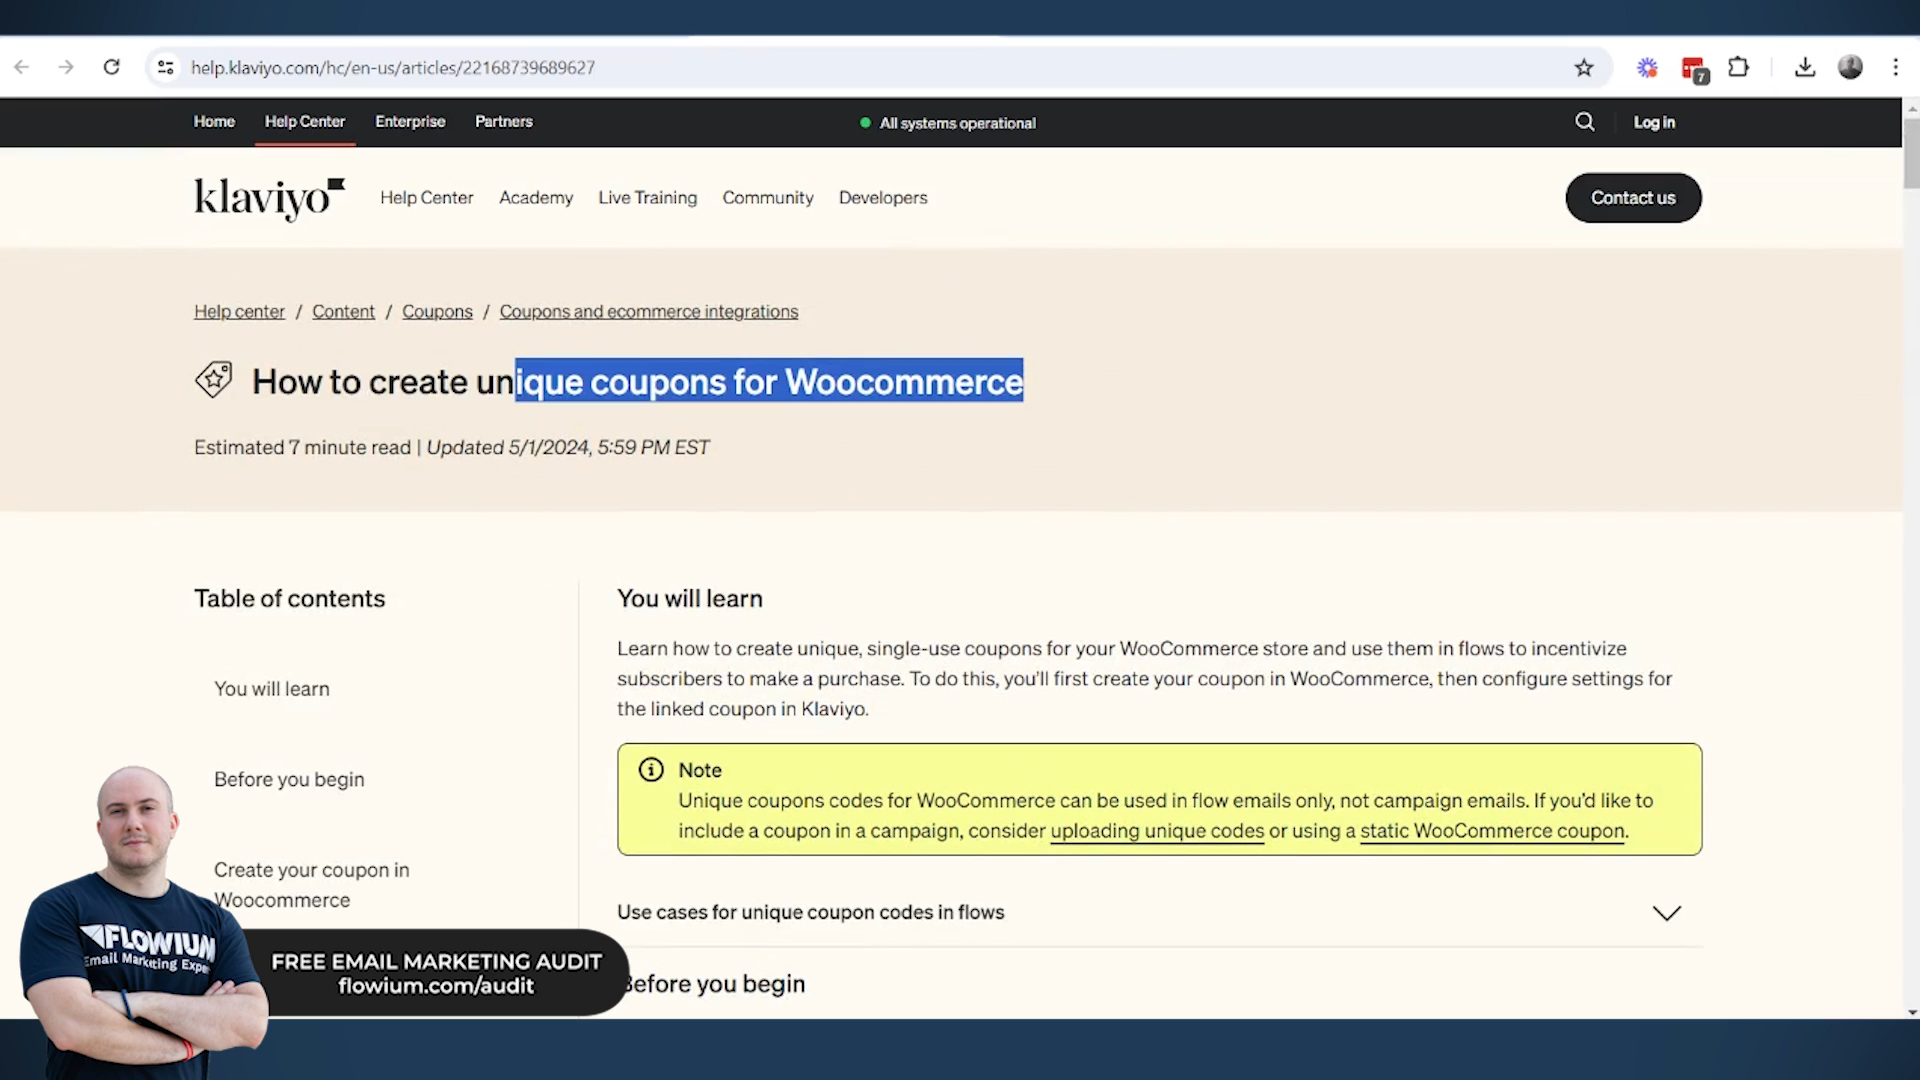 help.klaviyo.com/hc/en-us/articles/22168739689627
7
Home Help Center Enterprise Partners
All systems operational
Log in
klaviyo
Help Center Academy Live Training Community Developers
Contact us
Help center / Content / Coupons / Coupons and ecommerce integrations
How to create unique coupons for Woocommerce
Estimated 7 minute read | Updated 5/1/2024, 5:59 PM EST
Table of contents
You will learn
Before you begin
Create your coupon in
Woocommerce
You will learn
Learn how to create unique, single-use coupons for your WooCommerce store and use them in flows to incentivize
subscribers to make a purchase. To do this, you'll first create your coupon in WooCommerce, then configure settings for
the linked coupon in Klaviyo.
Note
Unique coupons codes for WooCommerce can be used in flow emails only, not campaign emails. If you'd like to
include a coupon in a campaign, consider uploading unique codes or using a static WooCommerce coupon.
Use cases for unique coupon codes in flows
Before you begin
FLOWIUM
Email Marketing Expe
FREE EMAIL MARKETING AUDIT
flowium.com/audit